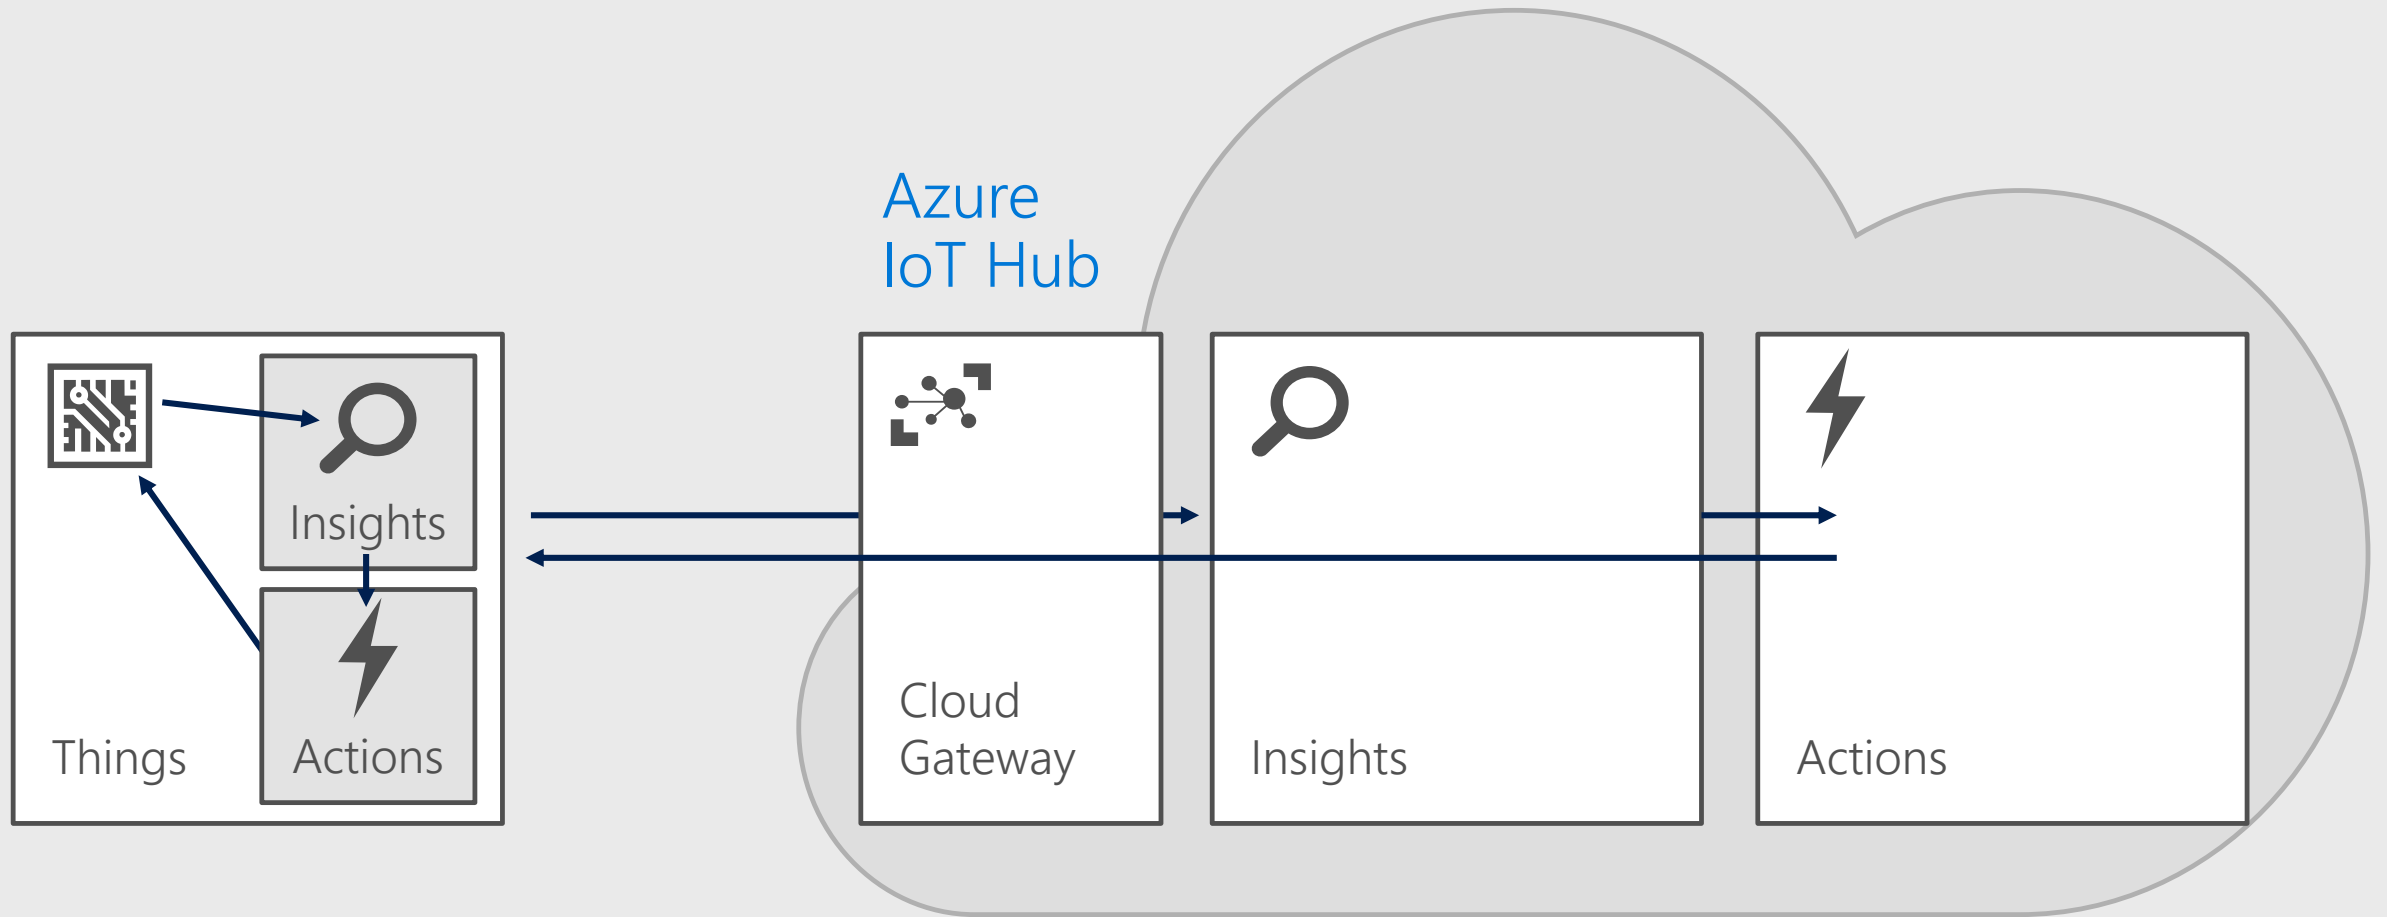 Azure
IoT Hub
Insights
Things
Actions
Cloud
Gateway
Insights
Actions